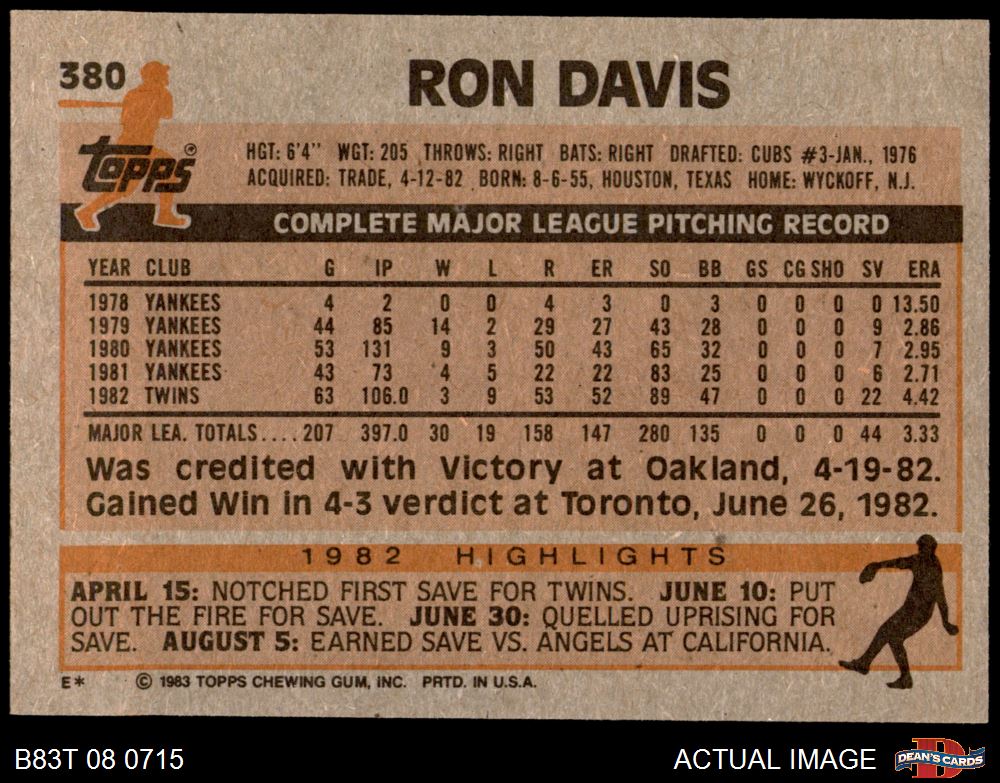 380
RON DAVIS
Topps
HGT: 6'4" WGT: 205 THROWS: RIGHT BATS: RIGHT DRAFTED: CUBS #3-JAN., 1976
ACQUIRED: TRADE, 4-12-82 BORN: 8-6-55, HOUSTON, TEXAS HOME: WYCKOFF, N.J.
COMPLETE MAJOR LEAGUE PITCHING RECORD
YEAR CLUB G IP W L R ER SO BB GS CG SHO SV ERA
1978 YANKEES 4 2 0 0 4 3 0 3 0 0 0 0 13.50
1979 YANKEES 44 85 14 2 29 27 43 28 0 0 0 9 2.86
1980 YANKEES 53 131 9 3 50 43 65 32 0 0 0 7 2.95
1981 YANKEES 43 73 4 5 22 22 83 25 0 0 0 6 2.71
1982 TWINS 63 106.0 3 9 53 52 89 47 0 0 0 22 4.42
MAJOR LEA. TOTALS.... 207 397.0 30 19 158 147 280 135 0 0 0 44 3.33
Was credited with Victory at Oakland, 4-19-82.
Gained Win in 4-3 verdict at Toronto, June 26, 1982.
1982 HIGHLIGHTS
APRIL 15: NOTCHED FIRST SAVE FOR TWINS. JUNE 10: PUT
OUT THE FIRE FOR SAVE. JUNE 30: QUELLED UPRISING FOR
SAVE. AUGUST 5: EARNED SAVE VS. ANGELS AT CALIFORNIA.
E* © 1983 TOPPS CHEWING GUM, INC. PRTD. IN U.S.A.
B83T 08 0715 ACTUAL IMAGE DEAN'S CARDS